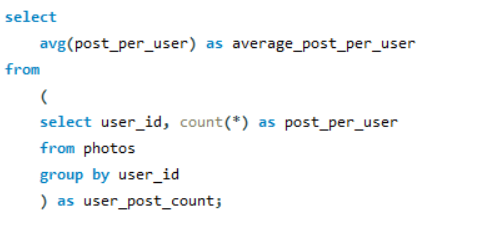 select
avg(post_per_user) as average_post_per_user
from
(
select user_id, count(*) as post_per_user
from photos
group by user_id
) as user_post_count;